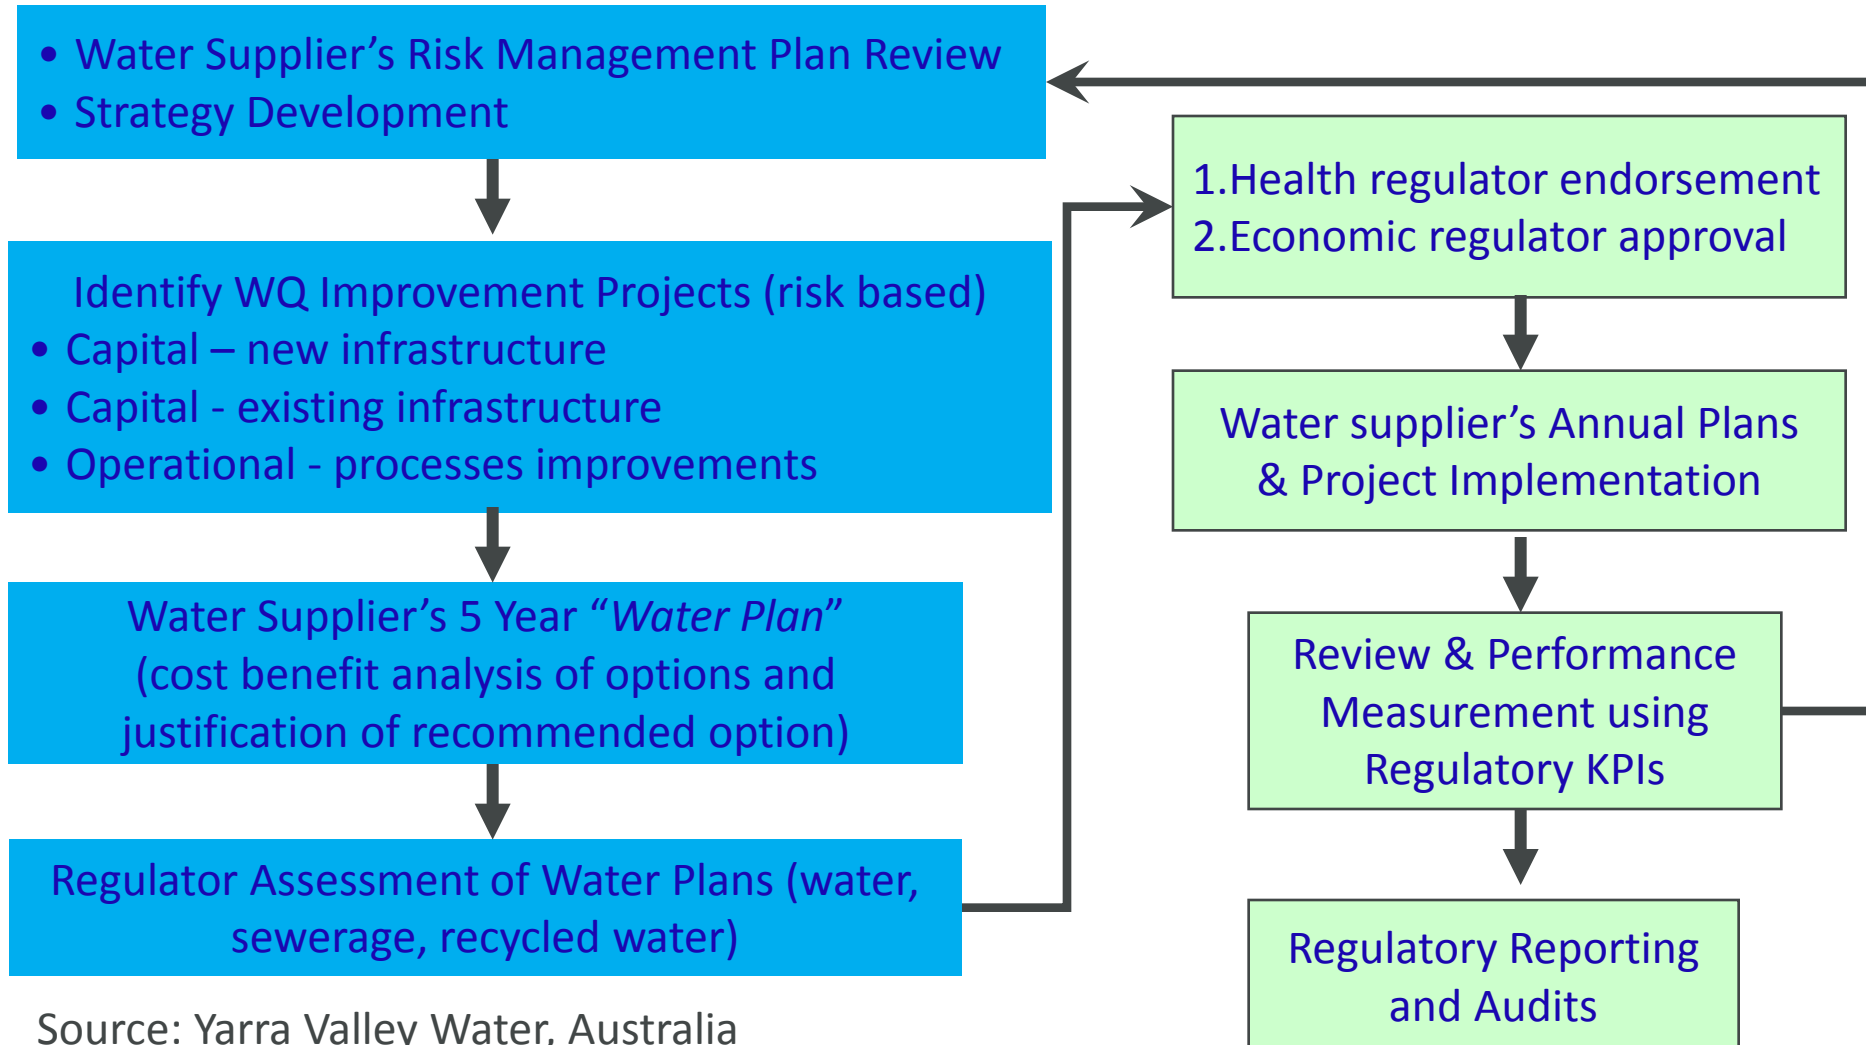 • Water Supplier’s Risk Management Plan Review
• Strategy Development
Identify WQ Improvement Projects (risk based)
• Capital – new infrastructure
• Capital - existing infrastructure
• Operational - processes improvements
Water Supplier’s 5 Year “Water Plan”
(cost benefit analysis of options and
justification of recommended option)
Regulator Assessment of Water Plans (water,
sewerage, recycled water)
Source: Yarra Valley Water, Australia
1.Health regulator endorsement
2.Economic regulator approval
Water supplier’s Annual Plans
& Project Implementation
Review & Performance
Measurement using
Regulatory KPIs
Regulatory Reporting
and Audits